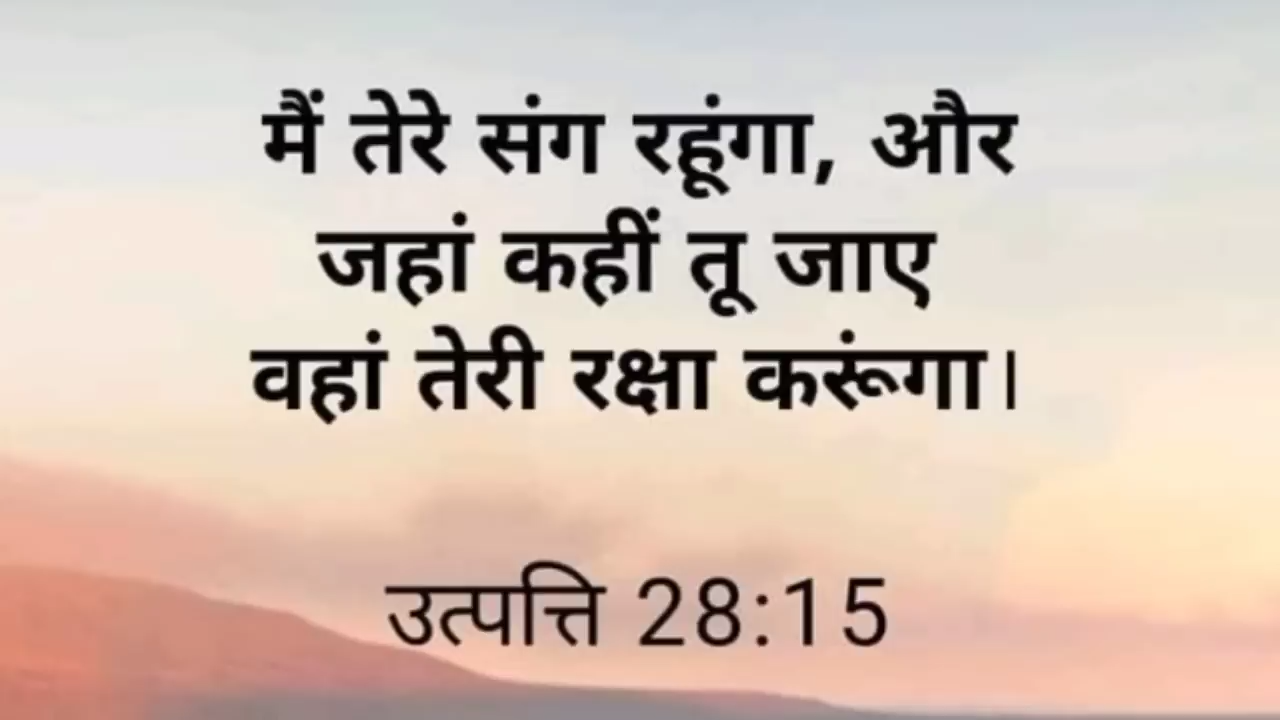 मैं तेरे संग रहूंगा, और
जहां कहीं तू जाए
वहां तेरी रक्षा करूंगा।
उत्पत्ति 28:15